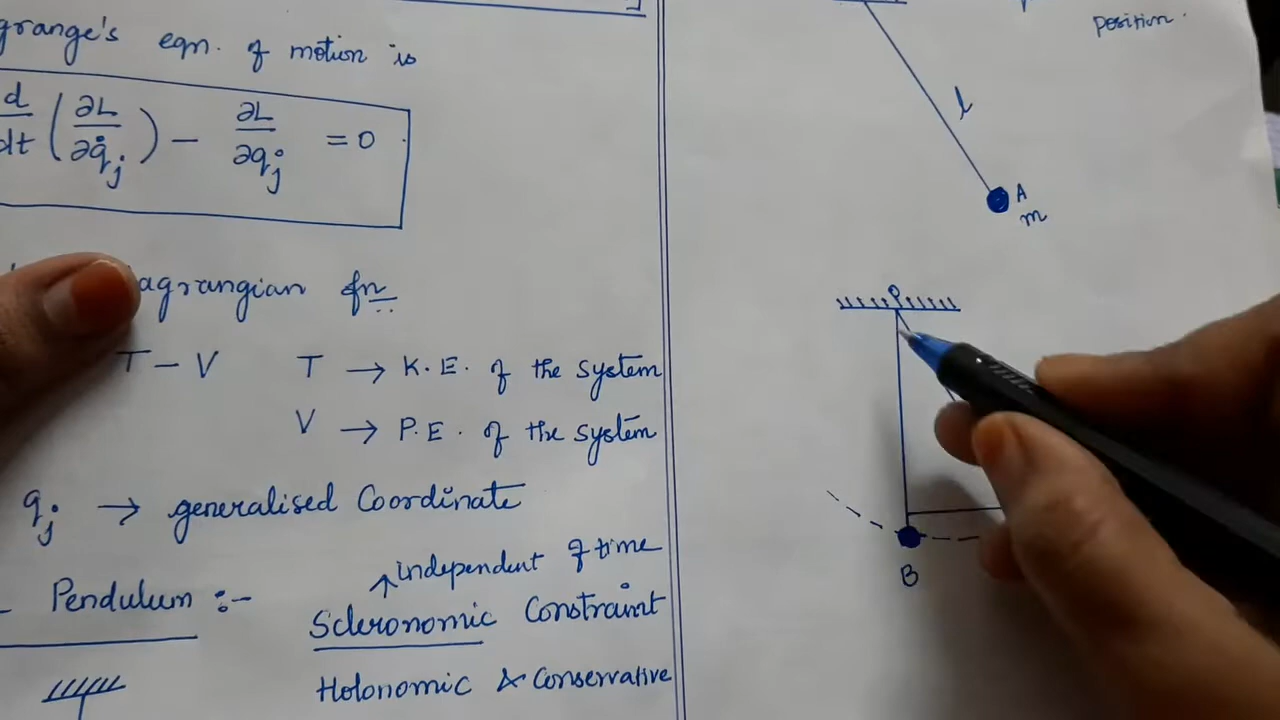 grange's eqn. of motion is
d/dt (∂L/∂q̇j) - ∂L/∂qj = 0
agrangian fn.
T - V T → K.E. of the system
V → P.E. of the system
qj → generalised Coordinate
↑ independent of time
Pendulum :-
Scleronomic Constraint
Holonomic & Conservative
position.
l
A
m
O
B